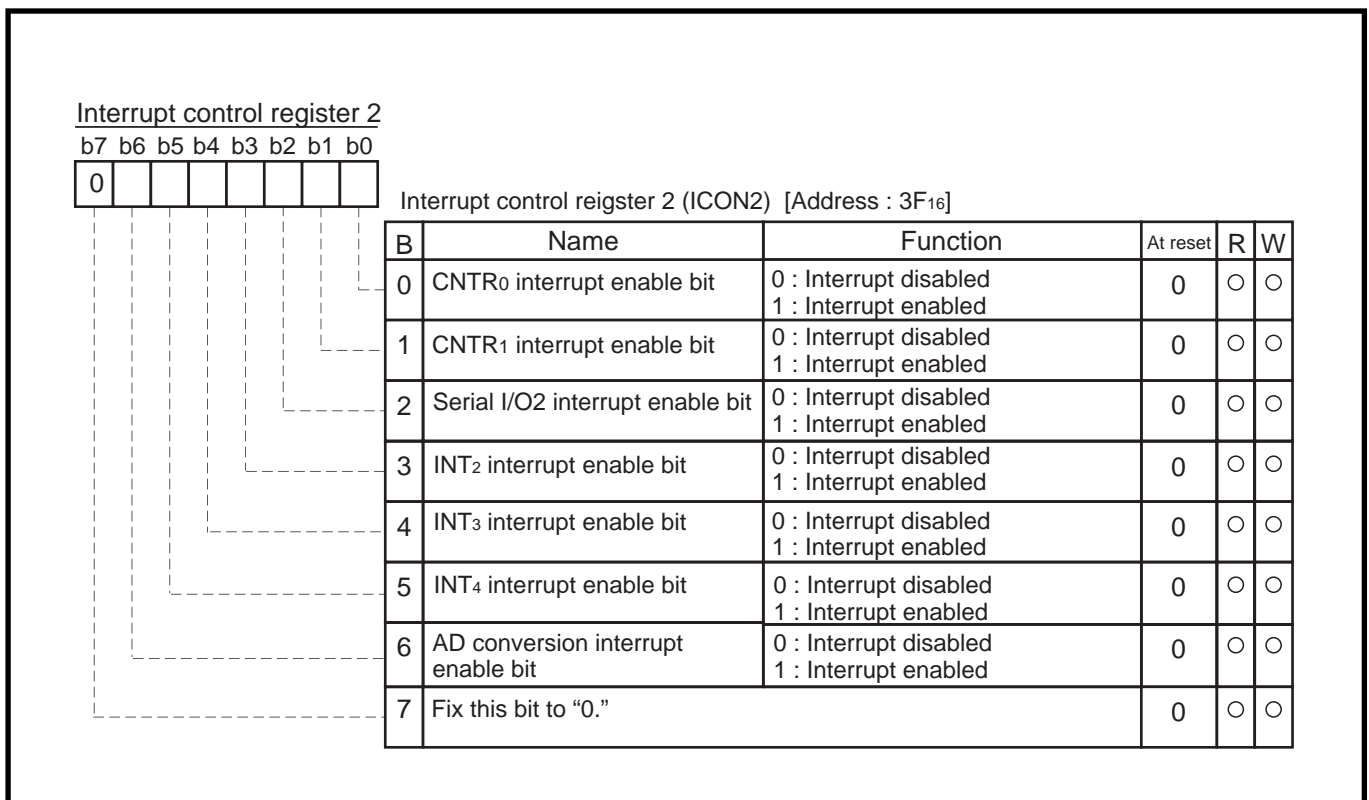 Interrupt control register 2
b7 b6 b5 b4 b3 b2 b1 b0
0
Interrupt control reigster 2 (ICON2) [Address : 3F16]
B Name Function At reset R W
0 CNTR0 interrupt enable bit 0 : Interrupt disabled 0 ○ ○
1 : Interrupt enabled
1 CNTR1 interrupt enable bit 0 : Interrupt disabled 0 ○ ○
1 : Interrupt enabled
2 Serial I/O2 interrupt enable bit 0 : Interrupt disabled 0 ○ ○
1 : Interrupt enabled
3 INT2 interrupt enable bit 0 : Interrupt disabled 0 ○ ○
1 : Interrupt enabled
4 INT3 interrupt enable bit 0 : Interrupt disabled 0 ○ ○
1 : Interrupt enabled
5 INT4 interrupt enable bit 0 : Interrupt disabled 0 ○ ○
1 : Interrupt enabled
6 AD conversion interrupt 0 : Interrupt disabled 0 ○ ○
enable bit 1 : Interrupt enabled
7 Fix this bit to “0.” 0 ○ ○